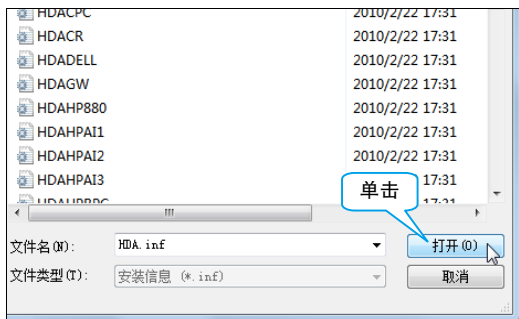 HDACPC 2010/2/22 17:31
HDACR 2010/2/22 17:31
HDADELL 2010/2/22 17:31
HDAGW 2010/2/22 17:31
HDAHP880 2010/2/22 17:31
HDAHPAI1 2010/2/22 17:31
HDAHPAI2 2010/2/22 17:31
HDAHPAI3 17:31
单击
17:31
文件名(N): HDA.inf 打开(O)
文件类型(T): 安装信息 (*.inf) 取消